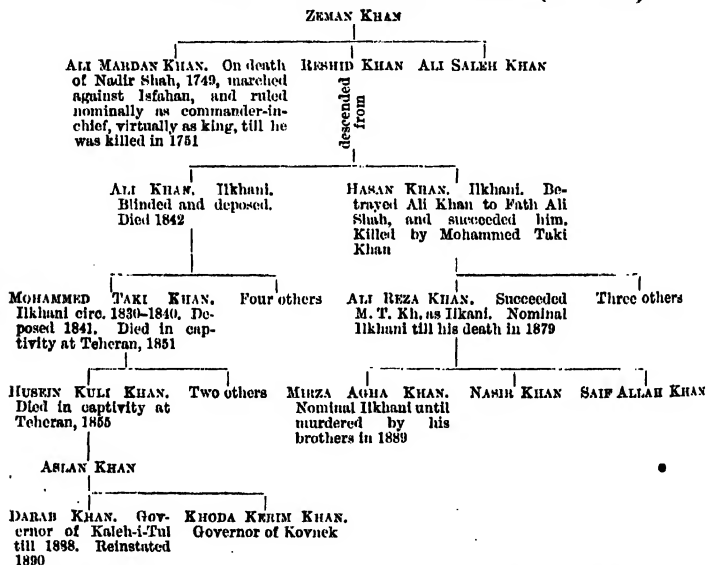 ZEMAN KHAN
ALI MARDAN KHAN. On death
of Nadir Shah, 1749, marched
against Isfahan, and ruled
nominally as commander-in-
chief, virtually as king, till he
was killed in 1751
RESHID KHAN
ALI SALEH KHAN
descended
from
ALI KHAN. Ilkhani.
Blinded and deposed.
Died 1842
HASAN KHAN. Ilkhani. Be-
trayed Ali Khan to Fath Ali
Shah, and succeeded him.
Killed by Mohammed Taki
Khan
MOHAMMED TAKI KHAN.
Ilkhani circ. 1830-1840. De-
posed 1841. Died in cap-
tivity at Teheran, 1851
Four others
ALI REZA KHAN. Succeeded
M. T. Kh. as Ilkani. Nominal
Ilkhani till his death in 1879
Three others
HUSEIN KULI KHAN.
Died in captivity at
Teheran, 1855
Two others
MIRZA AGHA KHAN.
Nominal Ilkhani until
murdered by his
brothers in 1889
NASIR KHAN
SAIF ALLAH KHAN
ASLAN KHAN
DARAB KHAN. Gov-
ernor of Kaleh-i-Tul
till 1888. Reinstated
1890
KHODA KERIM KHAN.
Governor of Kovnek